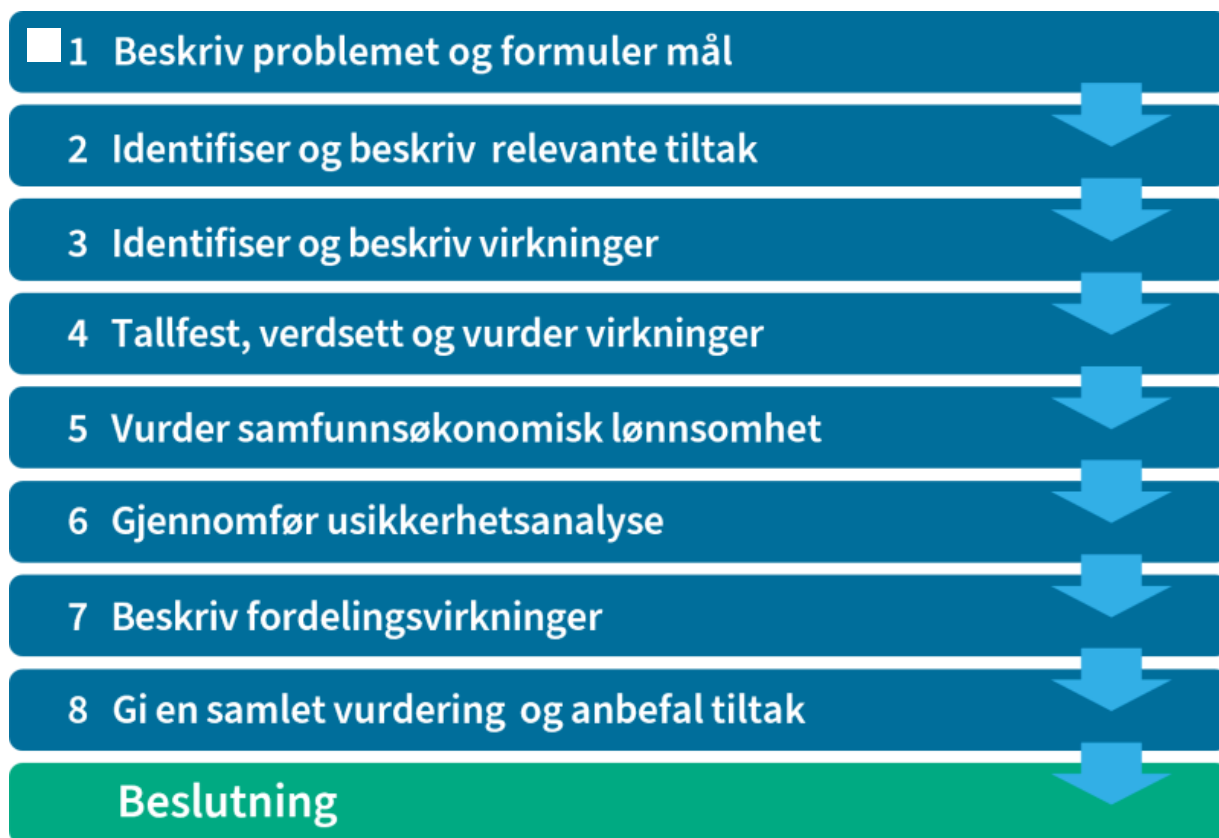 1 Beskriv problemet og formuler mål
2 Identifiser og beskriv relevante tiltak
3 Identifiser og beskriv virkninger
4 Tallfest, verdsett og vurder virkninger
5 Vurder samfunnsøkonomisk lønnsomhet
6 Gjennomfør usikkerhetsanalyse
7 Beskriv fordelingsvirkninger
8 Gi en samlet vurdering og anbefal tiltak
Beslutning